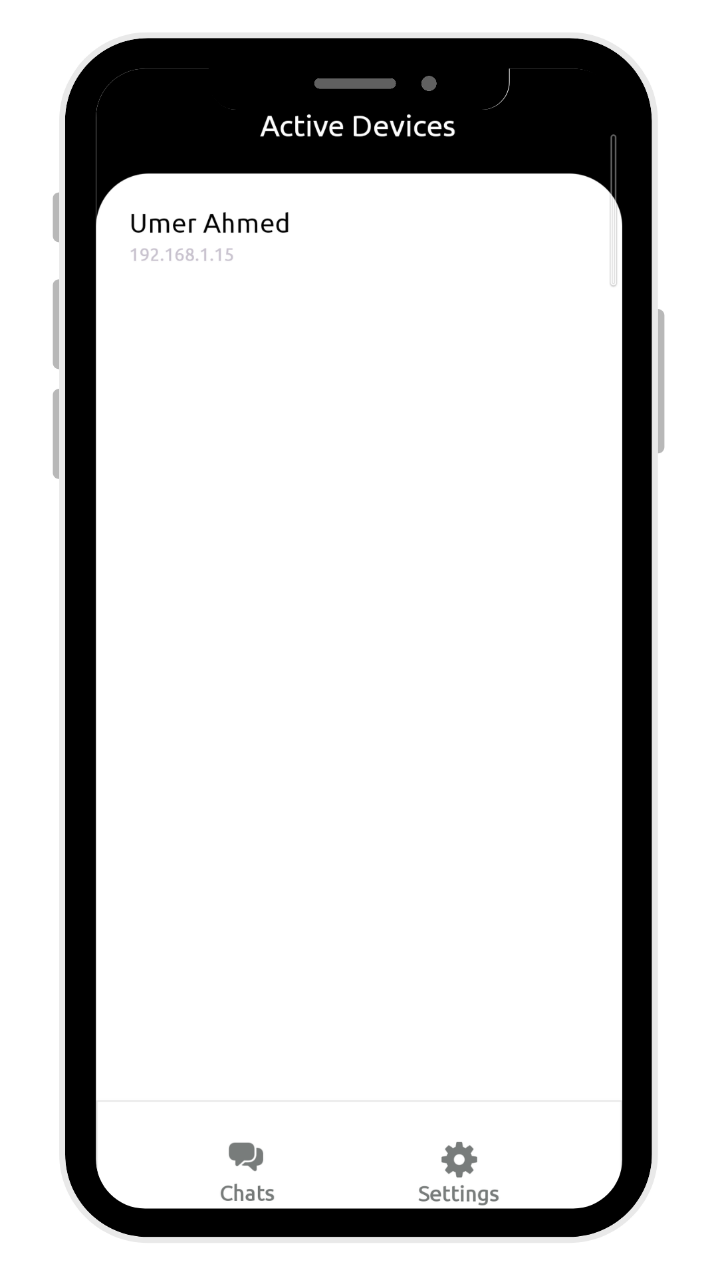 Active Devices
Umer Ahmed
192.168.1.15
Chats
Settings